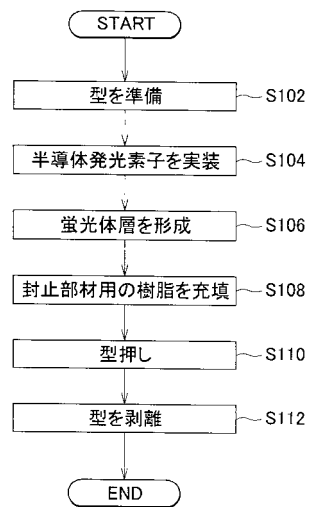 START
型を準備 S102
半導体発光素子を実装 S104
蛍光体層を形成 S106
封止部材用の樹脂を充填 S108
型押し S110
型を剥離 S112
END